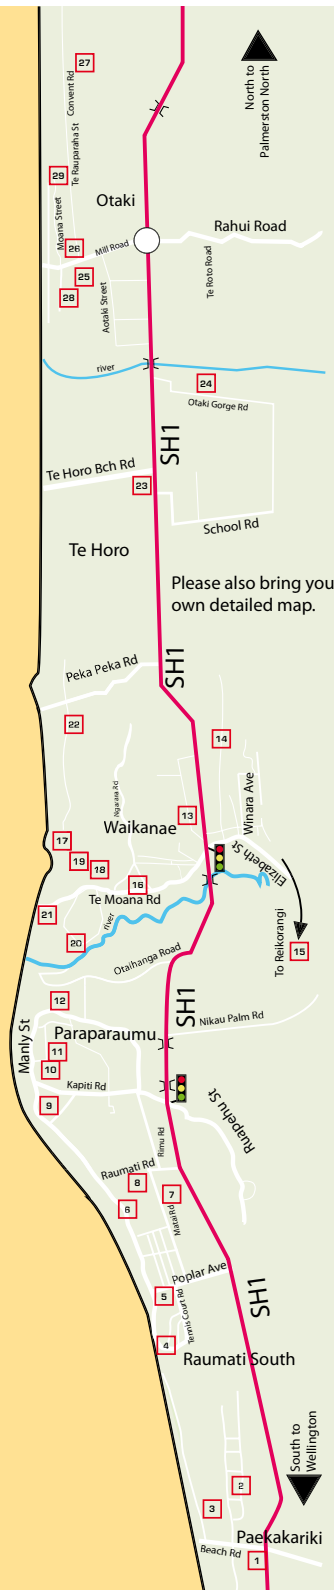 North to
Palmerston North
27
Convent Rd
Te Rauparaha St
29
Otaki
Moana Street
26
Mill Road
Rahui Road
25
Te Roto Road
28
Aotaki Street
river
24
Otaki Gorge Rd
SH1
Te Horo Bch Rd
23
School Rd
Te Horo
Please also bring you
own detailed map.
SH1
Peka Peka Rd
22
14
Ngarara Rd
Winara Ave
13
Waikanae
17
19
18
Elizabeth St
16
Te Moana Rd
21
river
20
Otaihanga Road
To Reikorangi
15
SH1
12
Nikau Palm Rd
Paraparaumu
Manly St
11
10
Kapiti Rd
9
Ruapehu St
Rimu Rd
Raumati Rd
8
7
6
Matai Rd
Poplar Ave
5
Tennis Court Rd
SH1
4
Raumati South
South to
Wellington
2
3
Paekakariki
Beach Rd
1